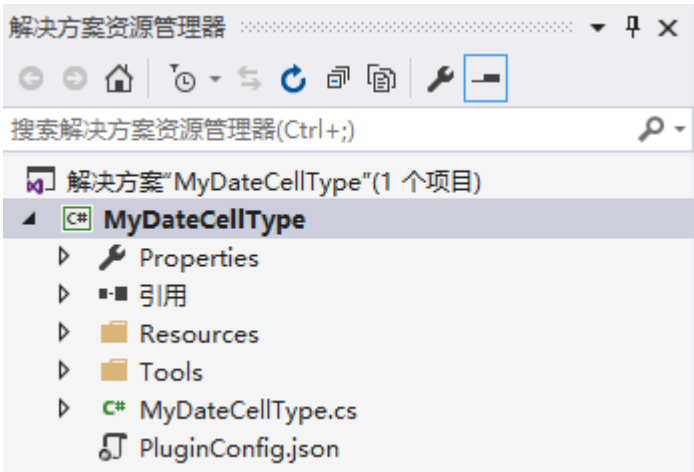 解决方案资源管理器
搜索解决方案资源管理器(Ctrl+;)
解决方案"MyDateCellType"(1 个项目)
C# MyDateCellType
Properties
引用
Resources
Tools
C# MyDateCellType.cs
PluginConfig.json